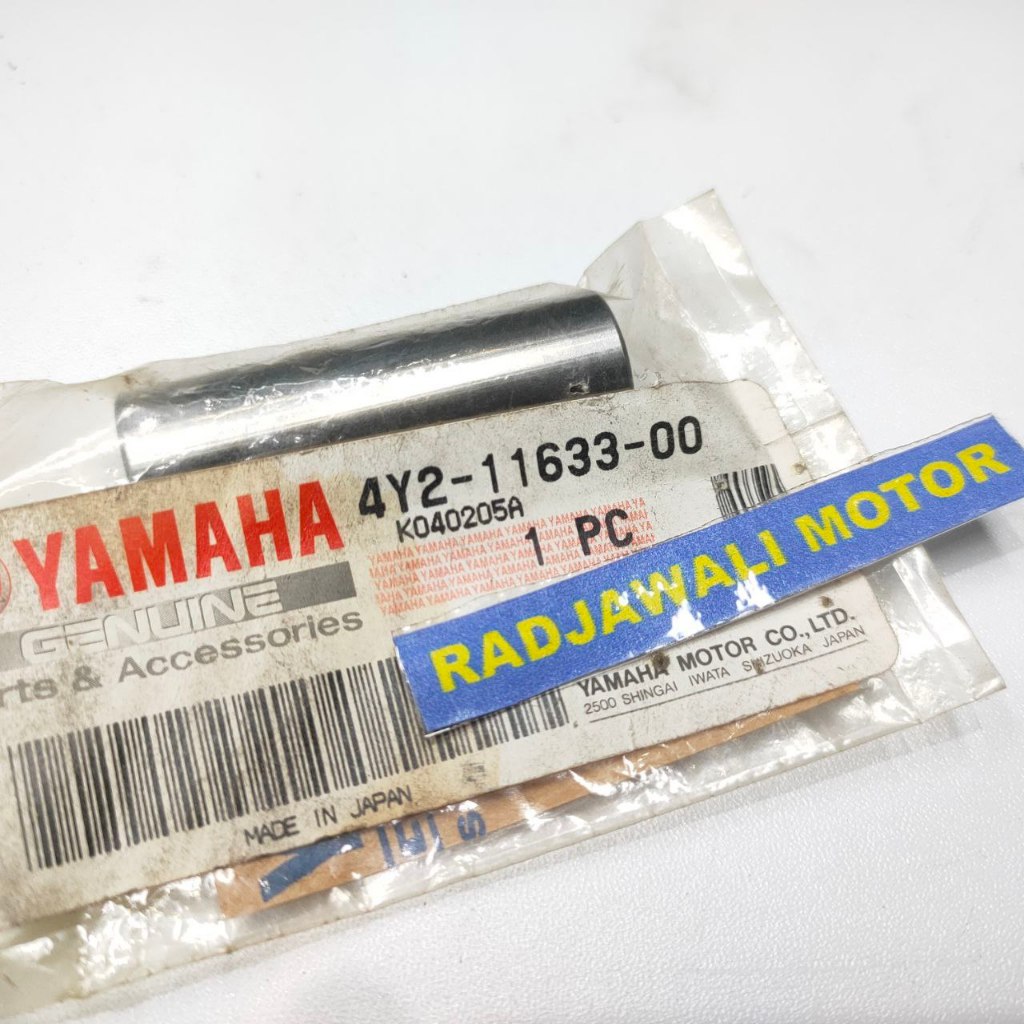 4Y2-11633-00
K040205A
YAMAHA
1 PC
GENUINE
rts & Accessories
RADJAWALI MOTOR
YAMAHA MOTOR CO.,LTD.
2500 SHINGAI IWATA SHIZUOKA JAPAN
MADE IN JAPAN